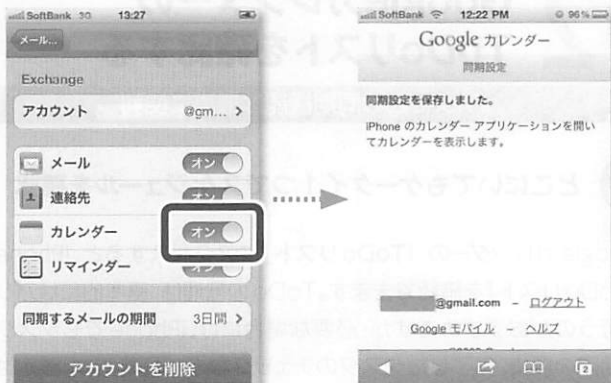 SoftBank 3G 13:27
メール...
Exchange
アカウント @gm... >
メール オン
連絡先 オン
カレンダー オン
リマインダー オン
同期するメールの期間 3日間 >
アカウントを削除
SoftBank 12:22 PM 96%
Google カレンダー
同期設定
同期設定を保存しました。
iPhone のカレンダー アプリケーションを開い
てカレンダーを表示します。
@gmail.com - ログアウト
Google モバイル ヘルプ
2